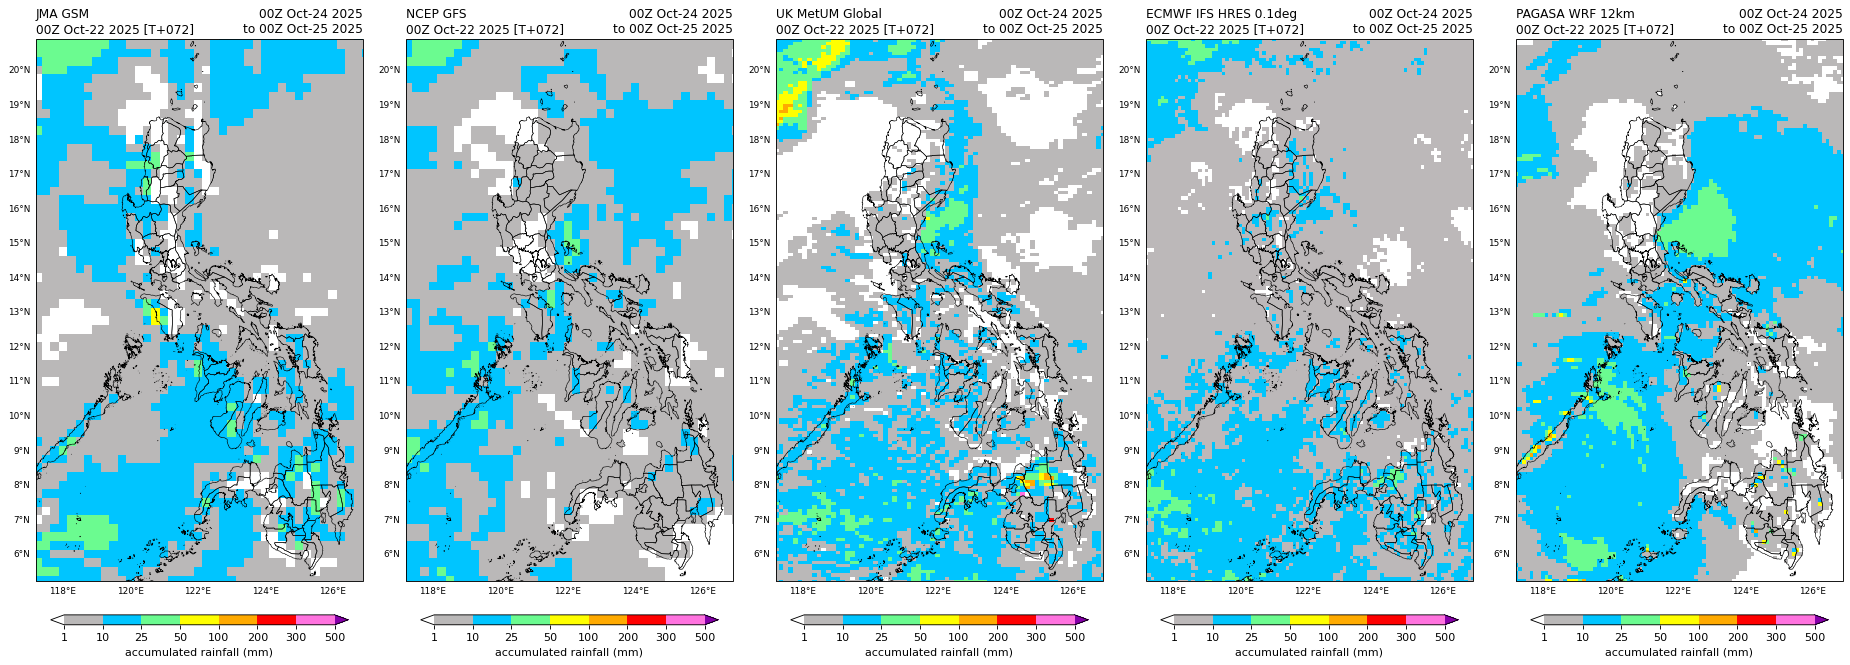 JMA GSM 00Z Oct-24 2025
00Z Oct-22 2025 [T+072] to 00Z Oct-25 2025
20°N
19°N
18°N
17°N
16°N
15°N
14°N
13°N
12°N
11°N
10°N
9°N
8°N
7°N
6°N
118°E 120°E 122°E 124°E 126°E
1 10 25 50 100 200 300 500
accumulated rainfall (mm)
NCEP GFS 00Z Oct-24 2025
00Z Oct-22 2025 [T+072] to 00Z Oct-25 2025
20°N
19°N
18°N
17°N
16°N
15°N
14°N
13°N
12°N
11°N
10°N
9°N
8°N
7°N
6°N
118°E 120°E 122°E 124°E 126°E
1 10 25 50 100 200 300 500
accumulated rainfall (mm)
UK MetUM Global 00Z Oct-24 2025
00Z Oct-22 2025 [T+072] to 00Z Oct-25 2025
20°N
19°N
18°N
17°N
16°N
15°N
14°N
13°N
12°N
11°N
10°N
9°N
8°N
7°N
6°N
118°E 120°E 122°E 124°E 126°E
1 10 25 50 100 200 300 500
accumulated rainfall (mm)
ECMWF IFS HRES 0.1deg 00Z Oct-24 2025
00Z Oct-22 2025 [T+072] to 00Z Oct-25 2025
20°N
19°N
18°N
17°N
16°N
15°N
14°N
13°N
12°N
11°N
10°N
9°N
8°N
7°N
6°N
118°E 120°E 122°E 124°E 126°E
1 10 25 50 100 200 300 500
accumulated rainfall (mm)
PAGASA WRF 12km 00Z Oct-24 2025
00Z Oct-22 2025 [T+072] to 00Z Oct-25 2025
20°N
19°N
18°N
17°N
16°N
15°N
14°N
13°N
12°N
11°N
10°N
9°N
8°N
7°N
6°N
118°E 120°E 122°E 124°E 126°E
1 10 25 50 100 200 300 500
accumulated rainfall (mm)